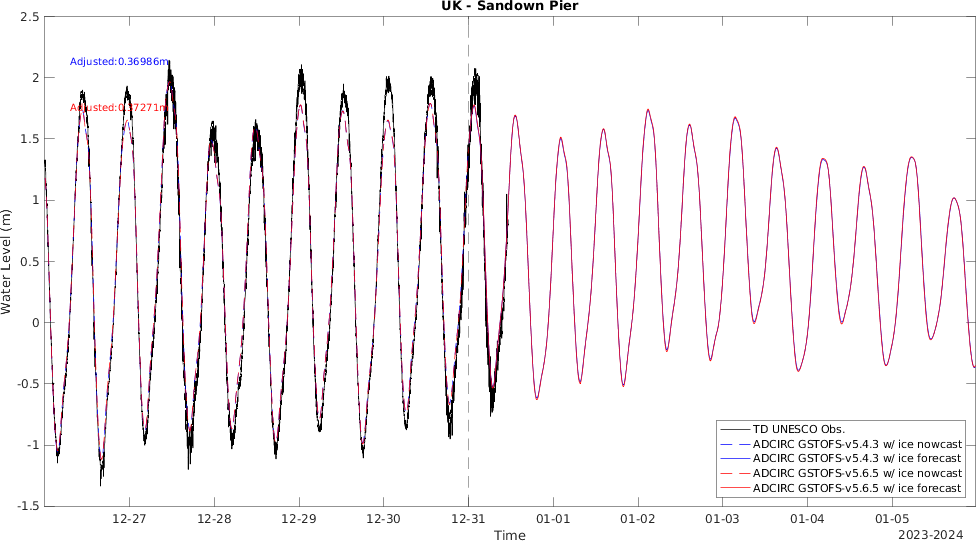 UK - Sandown Pier
2.5
2
1.5
1
0.5
0
-0.5
-1
-1.5
Water Level (m)
Adjusted:0.36986m
Adjusted:0.37271m
TD UNESCO Obs.
ADCIRC GSTOFS-v5.4.3 w/ ice nowcast
ADCIRC GSTOFS-v5.4.3 w/ ice forecast
ADCIRC GSTOFS-v5.6.5 w/ ice nowcast
ADCIRC GSTOFS-v5.6.5 w/ ice forecast
12-27 12-28 12-29 12-30 12-31 01-01 01-02 01-03 01-04 01-05
Time
2023-2024